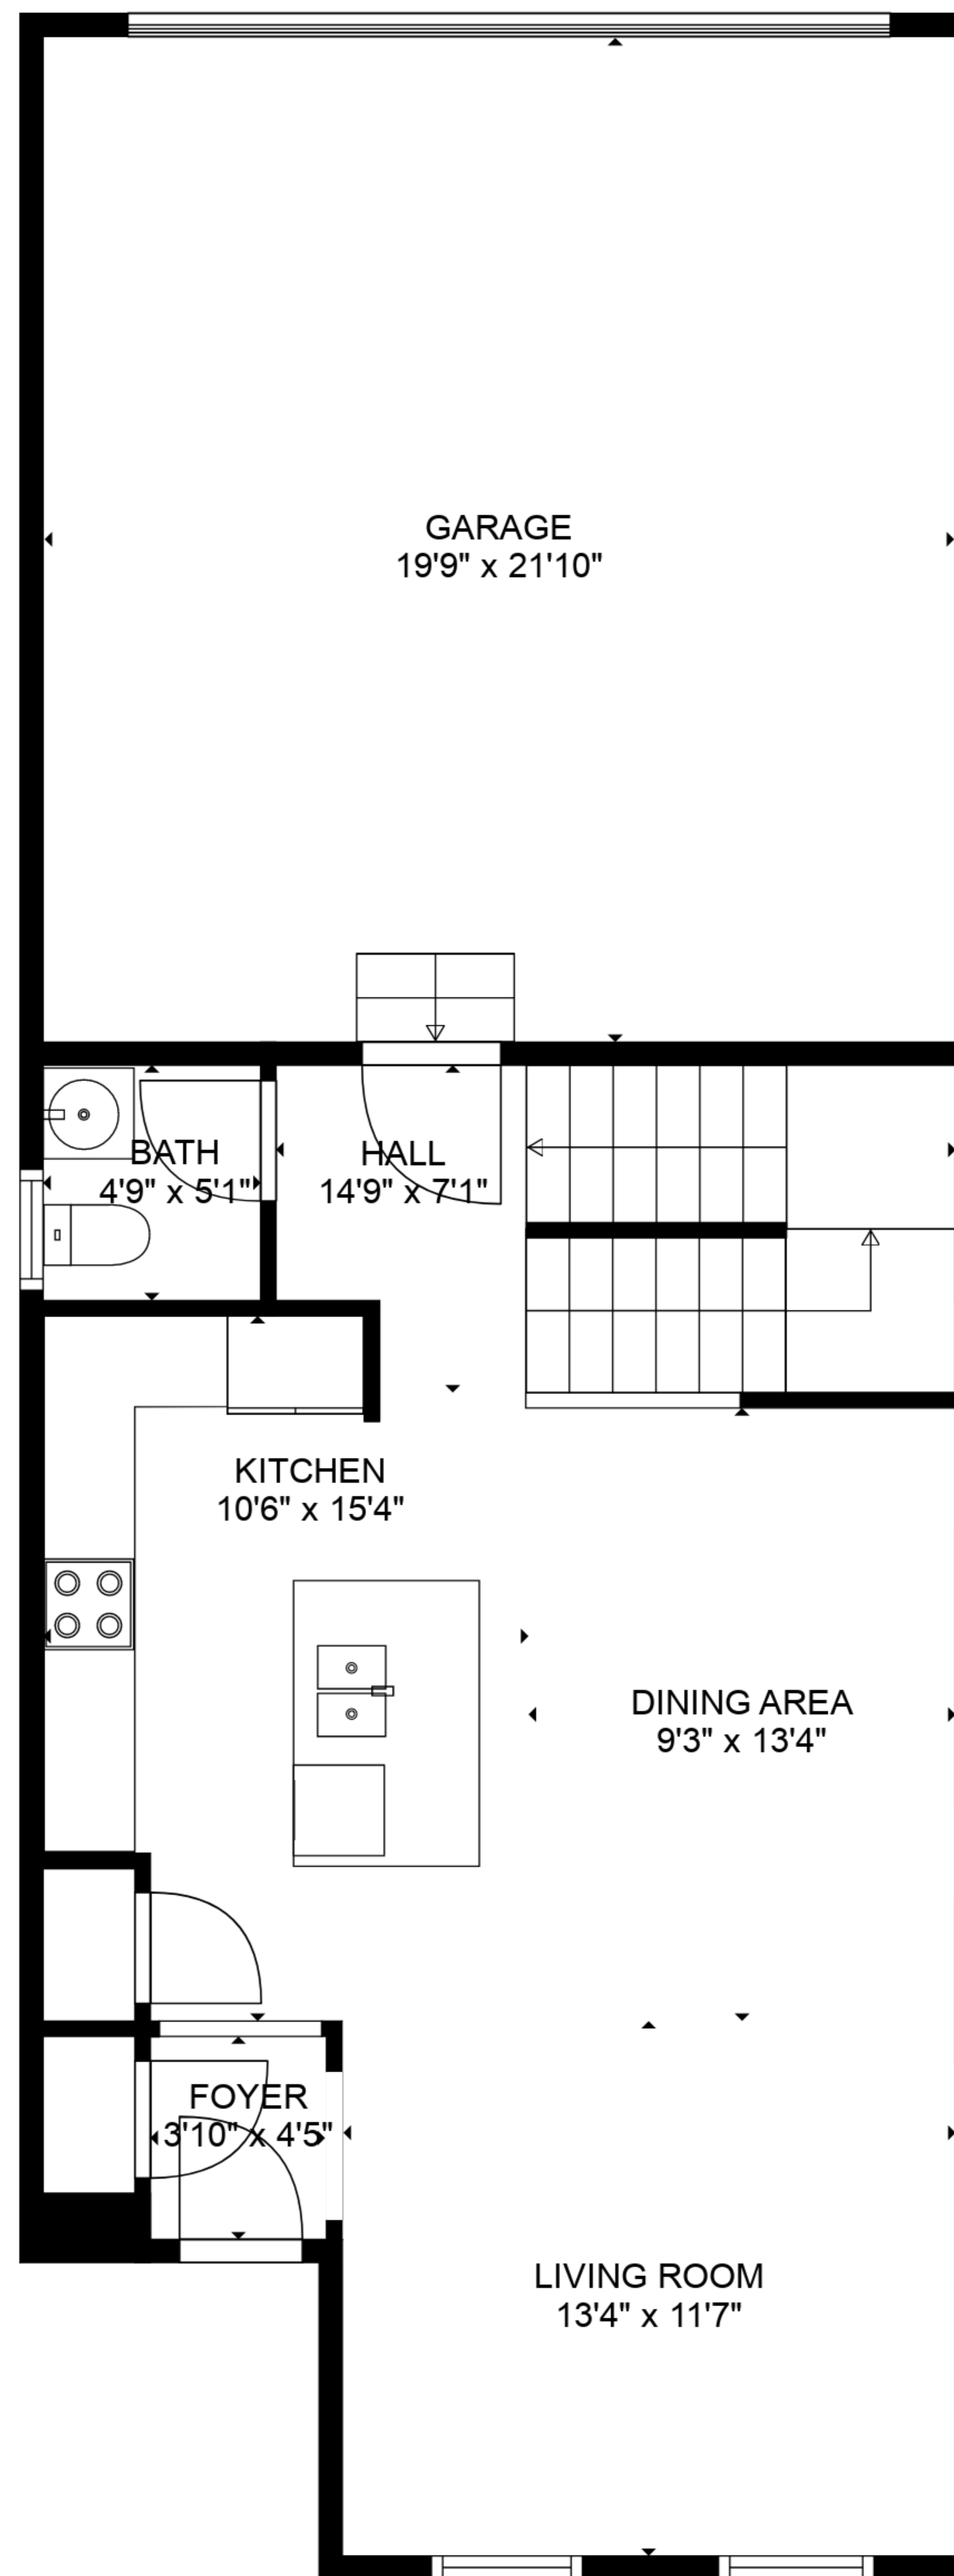 GARAGE
19'9" x 21'10"
BATH
4'9" x 5'1"
HALL
14'9" x 7'1"
KITCHEN
10'6" x 15'4"
DINING AREA
9'3" x 13'4"
FOYER
3'10" x 4'5"
LIVING ROOM
13'4" x 11'7"